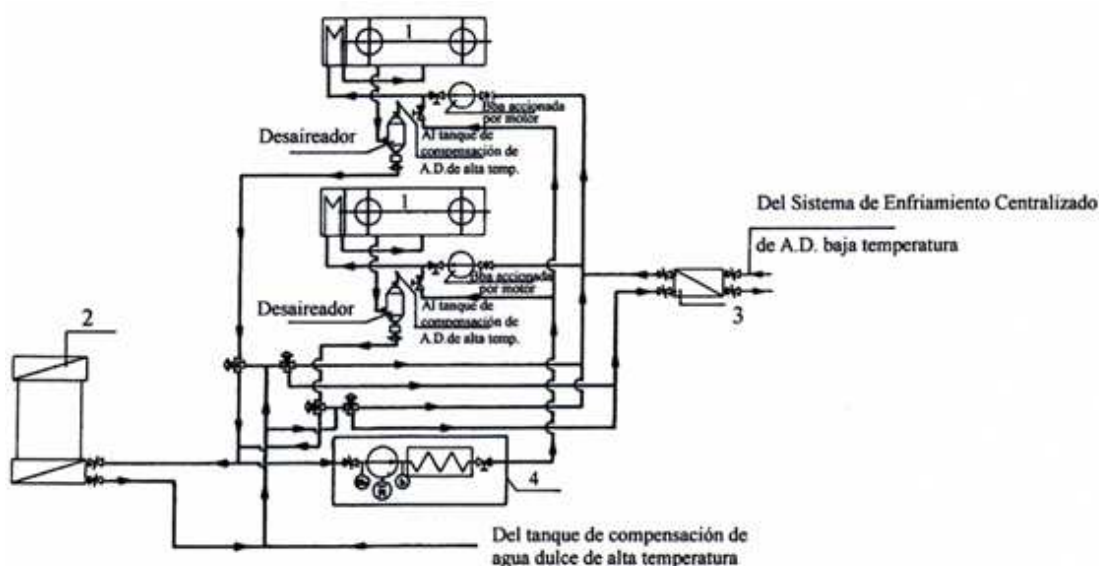 1
Bba accionada
por motor
Desaireador
Al tanque de
compensación de
A.D.de alta temp.
1
Del Sistema de Enfriamiento Centralizado
de A.D. baja temperatura
Bba accionada
por motor
Desaireador
Al tanque de
compensación de
A.D.de alta temp.
3
2
4
Del tanque de compensación de
agua dulce de alta temperatura